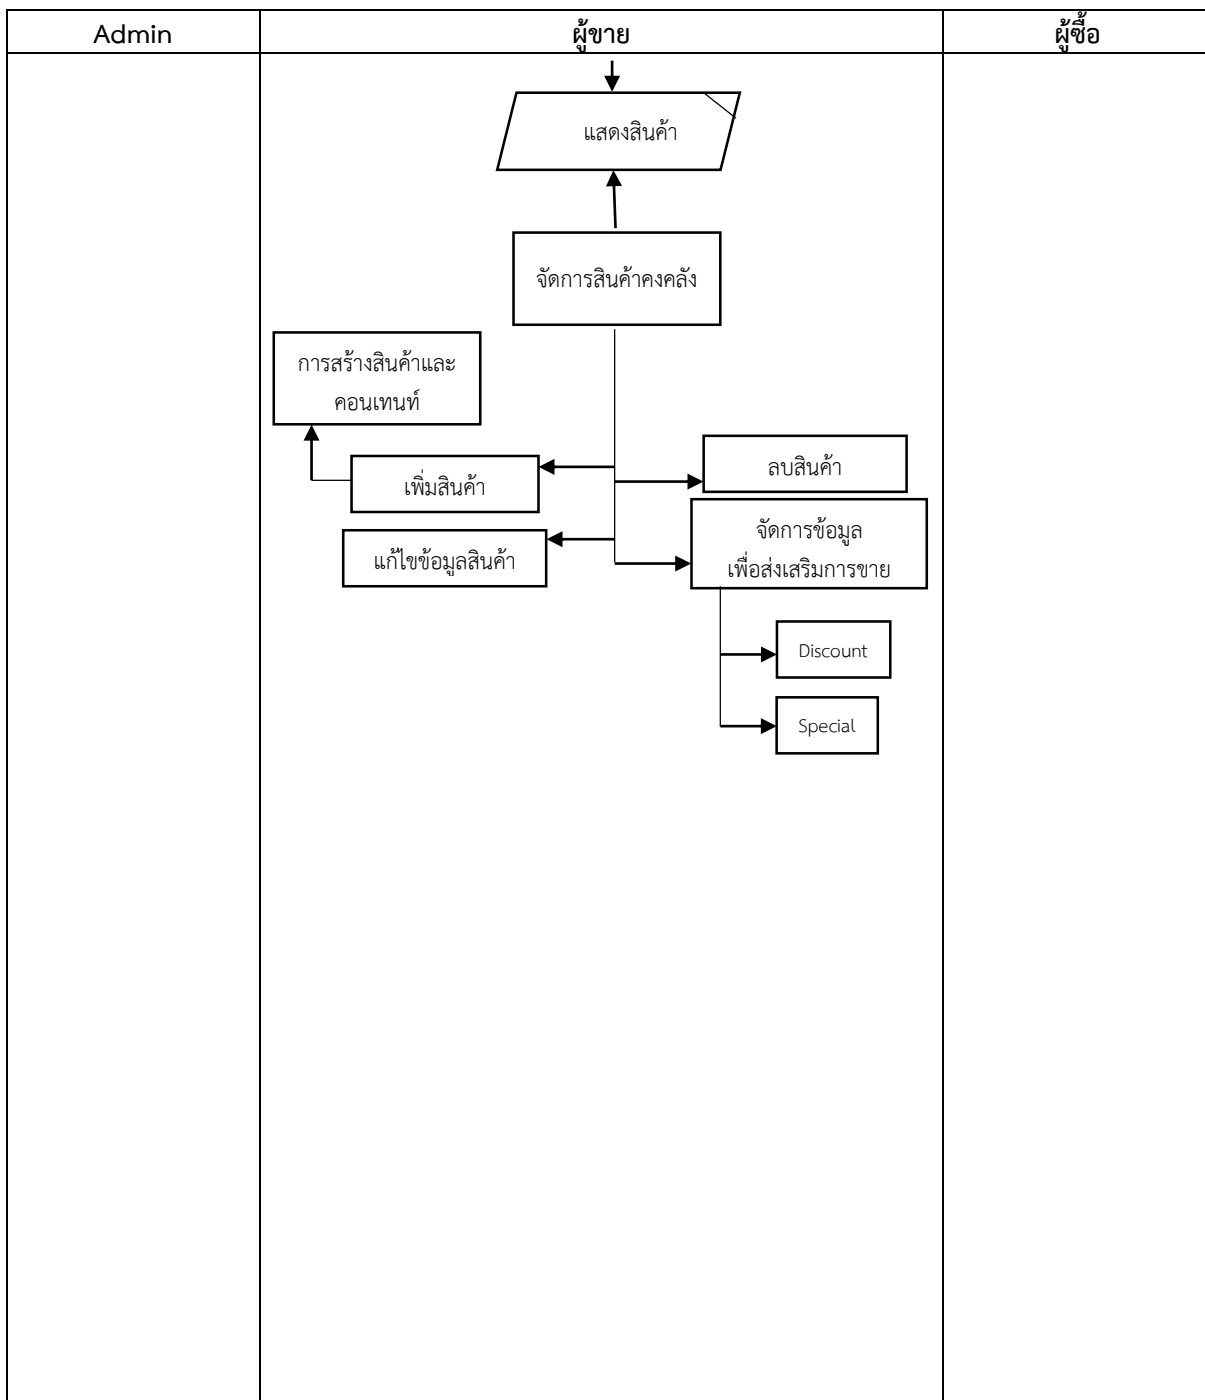 Admin
ผู้ขาย
ผู้ซื้อ
แสดงสินค้า
จัดการสินค้าคงคลัง
การสร้างสินค้าและ
คอนเทนท์
เพิ่มสินค้า
ลบสินค้า
แก้ไขข้อมูลสินค้า
จัดการข้อมูล
เพื่อส่งเสริมการขาย
Discount
Special